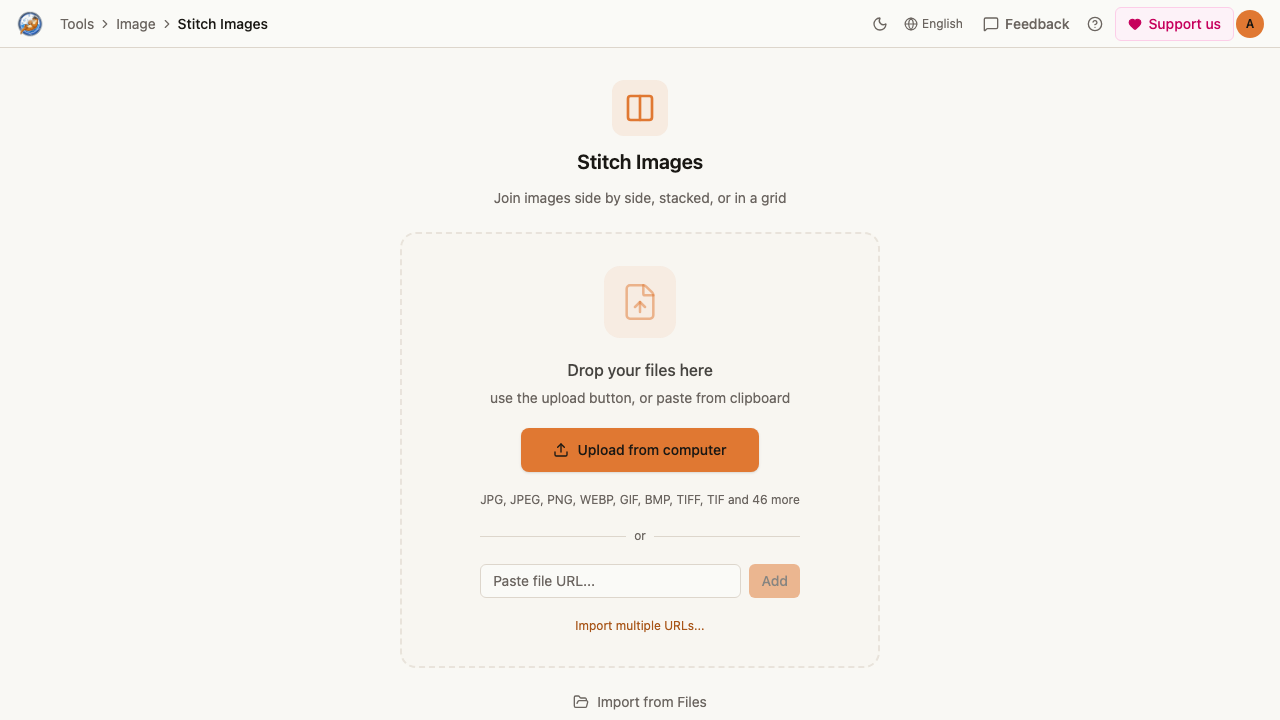 Tools > Image > Stitch Images
English
Feedback
Support us
A
Stitch Images
Join images side by side, stacked, or in a grid
Drop your files here
use the upload button, or paste from clipboard
Upload from computer
JPG, JPEG, PNG, WEBP, GIF, BMP, TIFF, TIF and 46 more
or
Paste file URL...
Add
Import multiple URLs...
Import from Files